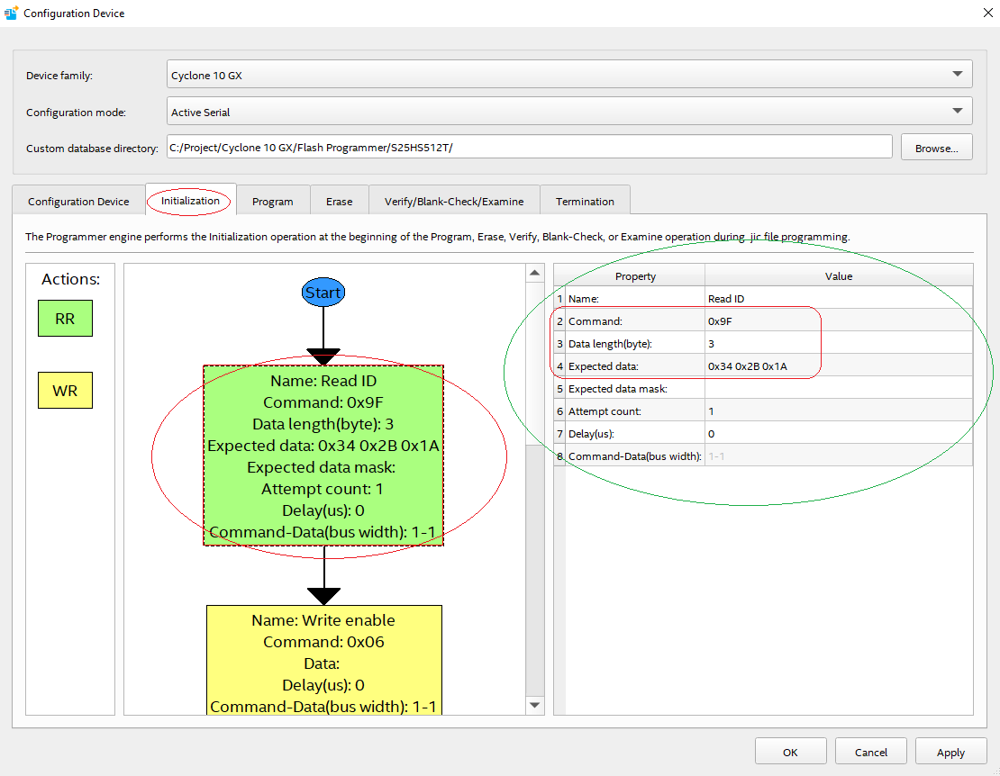 Configuration Device
Device family:
Cyclone 10 GX
Configuration mode:
Active Serial
Custom database directory:
C:/Project/Cyclone 10 GX/Flash Programmer/S25HS512T/
Browse...
Configuration Device
Initialization
Program
Erase
Verify/Blank-Check/Examine
Termination
The Programmer engine performs the Initialization operation at the beginning of the Program, Erase, Verify, Blank-Check, or Examine operation during .jic file programming.
Actions:
RR
WR
Start
Name: Read ID
Command: 0x9F
Data length(byte): 3
Expected data: 0x34 0x2B 0x1A
Expected data mask:
Attempt count: 1
Delay(us): 0
Command-Data(bus width): 1-1
Name: Write enable
Command: 0x06
Data:
Delay(us): 0
Command-Data(bus width): 1-1
Property Value
1 Name: Read ID
2 Command: 0x9F
3 Data length(byte): 3
4 Expected data: 0x34 0x2B 0x1A
5 Expected data mask:
6 Attempt count: 1
7 Delay(us): 0
8 Command-Data(bus width): 1-1
OK
Cancel
Apply